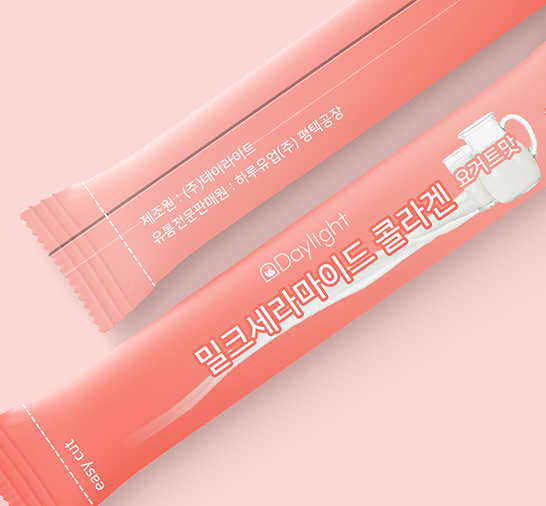 제조원 : (주)데이라이트
유통전문판매원 : 하루유업(주) 평택공장
Daylight
밀크세라마이드 콜라겐 요거트맛
easy cut